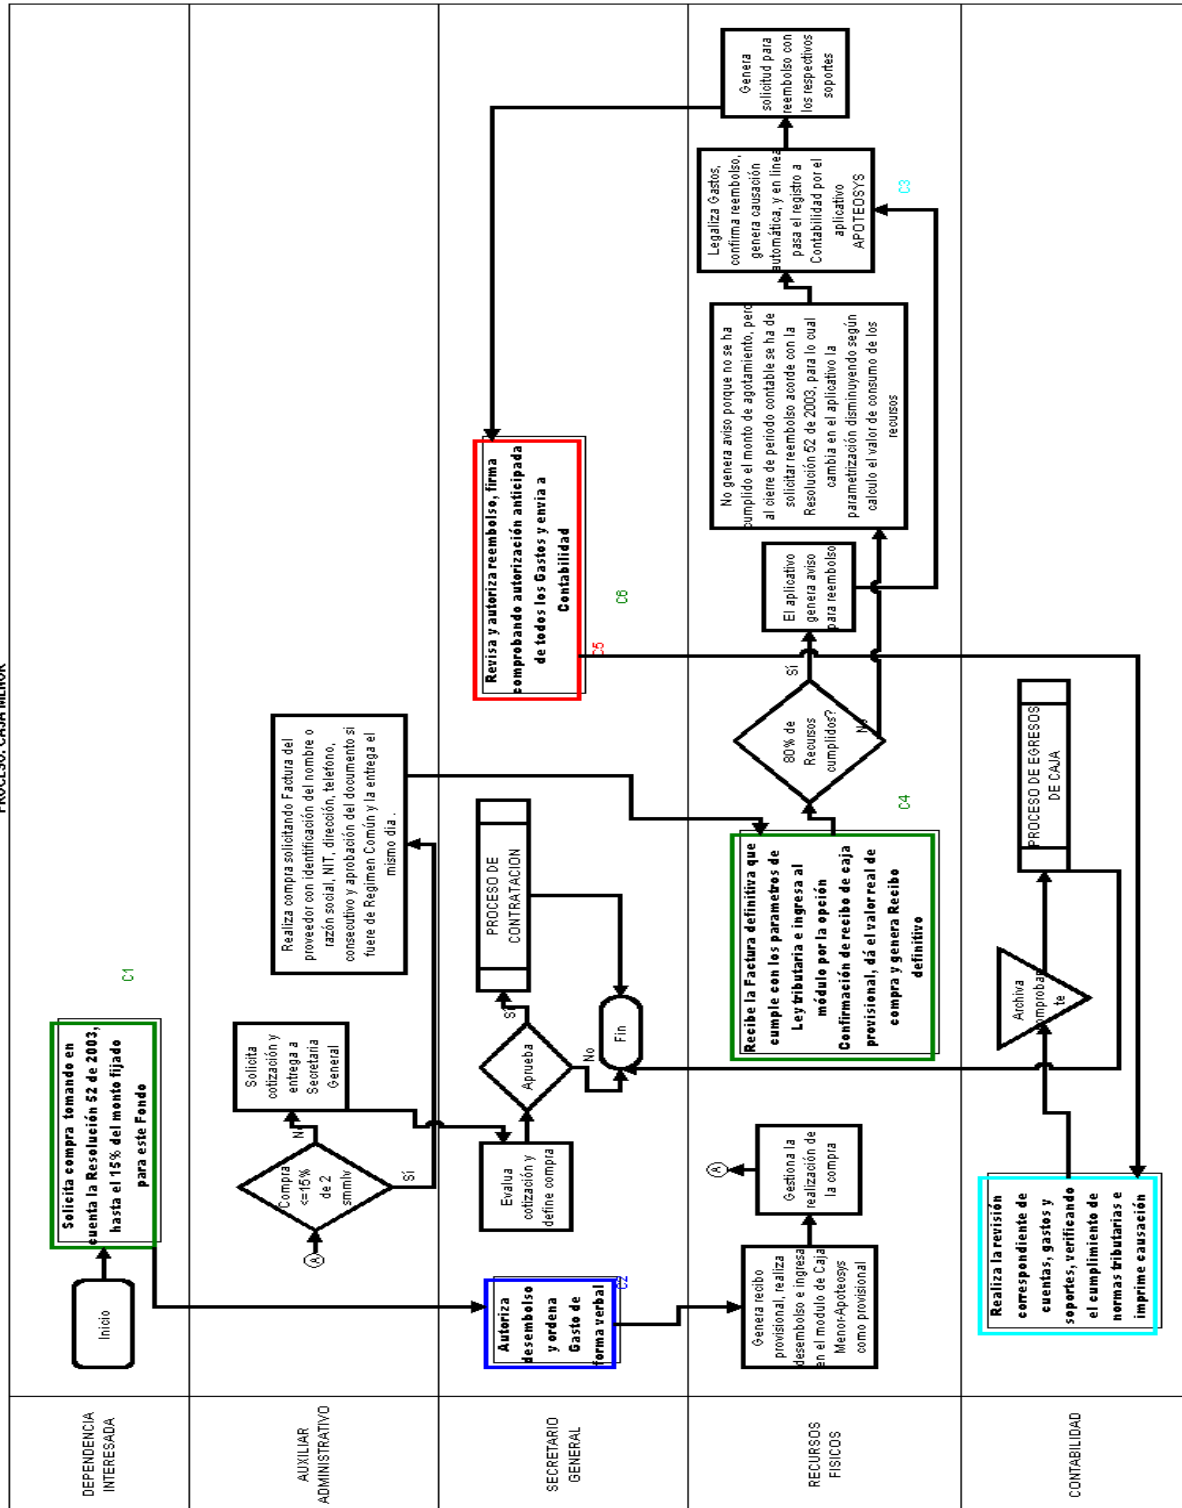 PROCESO: CAJA MENOR
DEPENDENCIA
INTERESADA
Inicio
Solicita compra tomando en
cuenta la Resolución 52 de 2003,
hasta el 15% del monto fijado
para este Fondo
C1
AUXILIAR
ADMINISTRATIVO
A
Compra
<=15%
de 2
smmlv
No
Sí
Solicita
cotización y
entrega a
Secretaria
General
Realiza compra solicitando Factura del
proveedor con identificación del nombre o
razón social, NIT, dirección, telefono,
consecutivo y aprobación del documento si
fuere de Regimen Común y la entrega el
mismo dia .
SECRETARIO
GENERAL
Autoriza
desembolso
y ordena
Gasto de
forma verbal
C2
Evalua
cotización y
define compra
Aprueba
Sí
No
PROCESO DE
CONTRATACION
Fin
Revisa y autoriza reembolso, firma
comprobando autorización anticipada
de todos los Gastos y envia a
Contabilidad
C5
C6
RECURSOS
FISICOS
Genera recibo
provisional, realiza
desembolso e ingresa
en el modulo de Caja
Menor-Apoteosys
como provisional
Gestiona la
realización de
la compra
A
Recibe la Factura definitiva que
cumple con los parametros de
Ley tributaria e ingresa al
módulo por la opción
Confirmación de recibo de caja
provisional, dá el valor real de
compra y genera Recibo
definitivo
C4
80% de
Recursos
cumplidos?
Sí
No
El aplicativo
genera aviso
para reembolso
No genera aviso porque no se ha
cumplido el monto de agotamiento, pero
al cierre de periodo contable se ha de
solicitar reembolso acorde con la
Resolución 52 de 2003, para lo cual
cambia en el aplicativo la
parametrización disminuyendo según
calculo el valor de consumo de los
recursos
Legaliza Gastos,
confirma reembolso,
genera causación
automática, y en linea
pasa el registro a
Contabilidad por el
aplicativo
APOTEOSYS
C3
Genera
solicitud para
reembolso con
los respectivos
soportes
CONTABILIDAD
Realiza la revisión
correspondiente de
cuentas, gastos y
soportes, verificando
el cumplimiento de
normas tributarias e
imprime causación
Archiva
comproban
te
PROCESO DE EGRESOS
DE CAJA